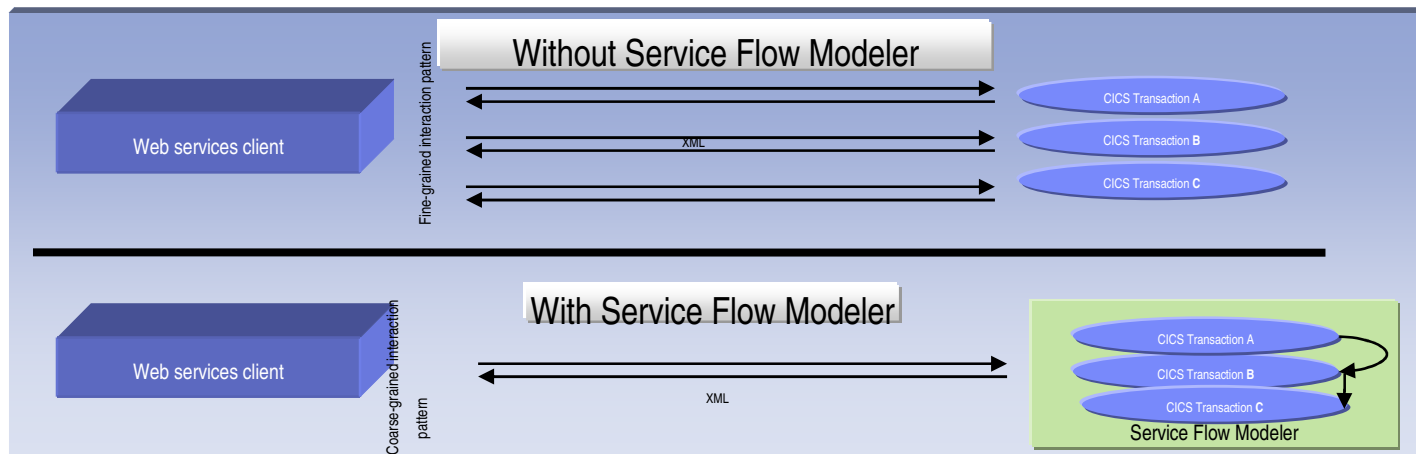 Without Service Flow Modeler
Web services client
Fine-grained interaction pattern
XML
CICS Transaction A
CICS Transaction B
CICS Transaction C
With Service Flow Modeler
Web services client
Coarse-grained interaction
pattern
XML
CICS Transaction A
CICS Transaction B
CICS Transaction C
Service Flow Modeler